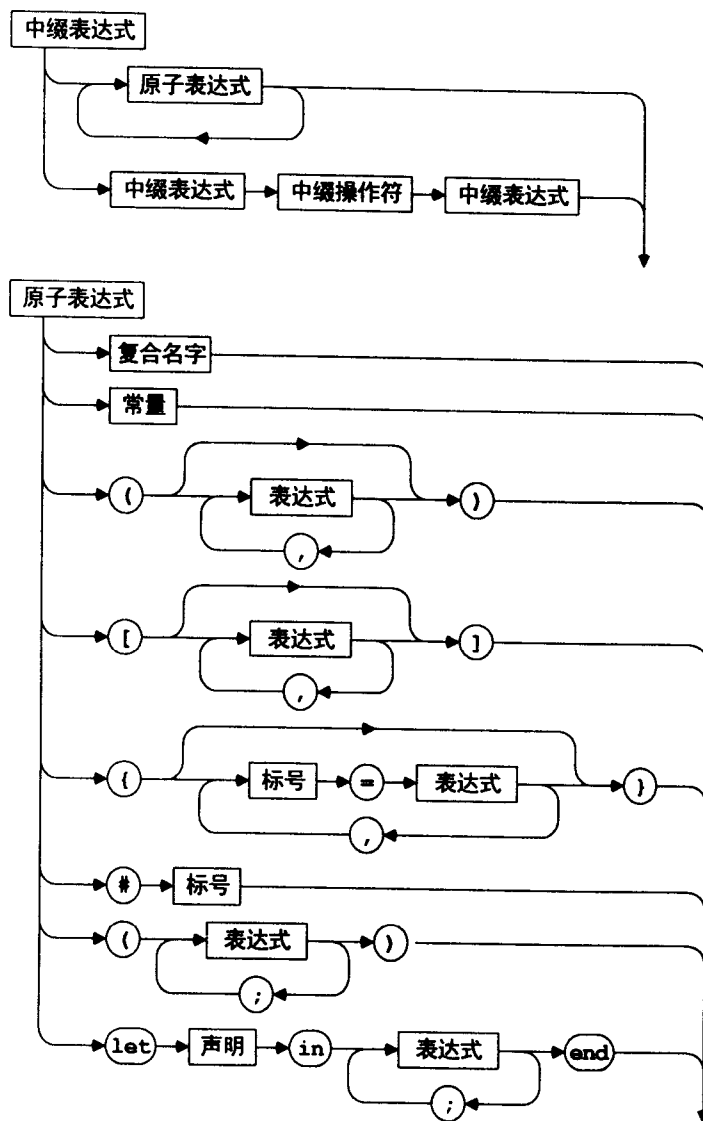 中缀表达式
原子表达式
中缀表达式 中缀操作符 中缀表达式
原子表达式
复合名字
常量
( 表达式 )
,
[ 表达式 ]
,
{ 标号 = 表达式 }
,
# 标号
( 表达式 )
;
let 声明 in 表达式 end
;